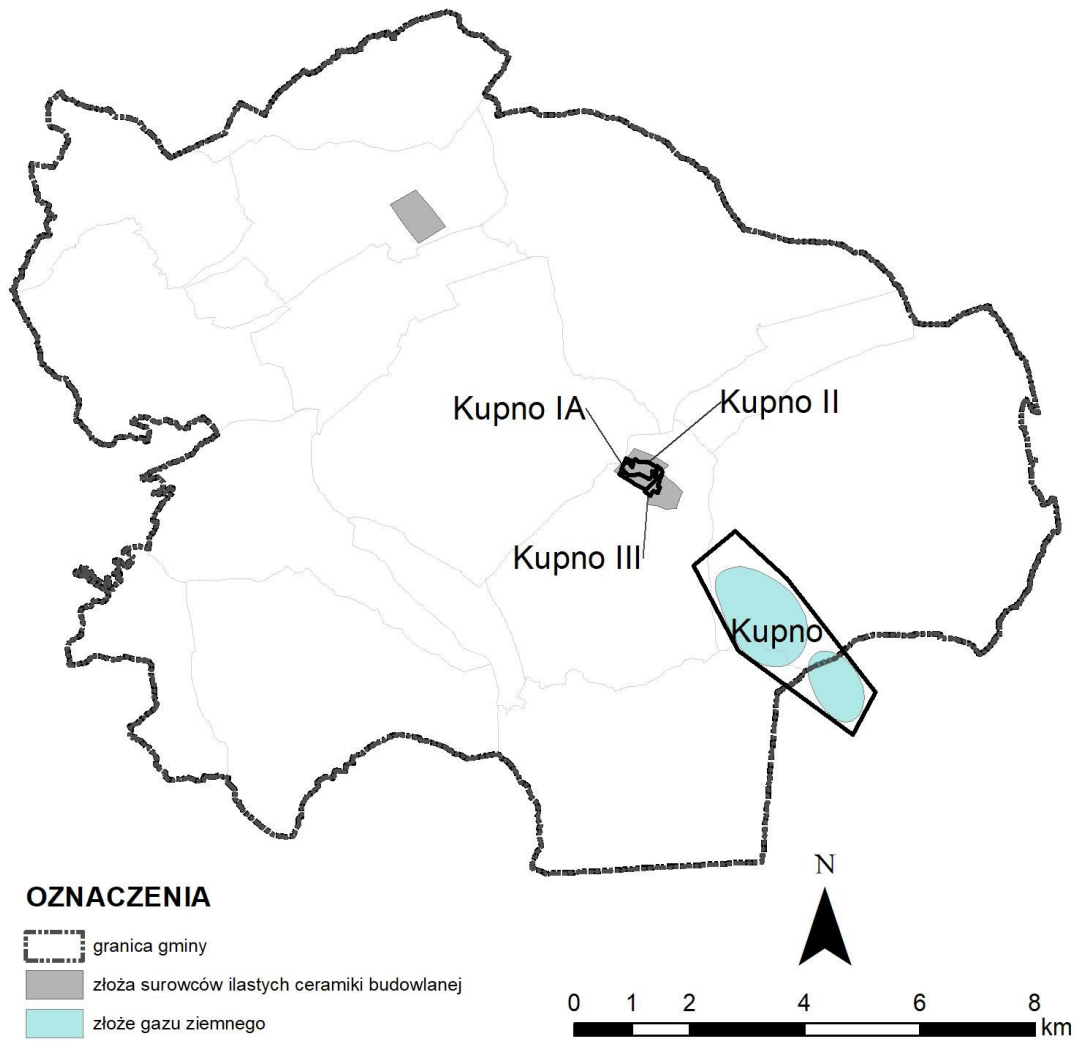 Kupno IA
Kupno II
Kupno III
Kupno
N
OZNACZENIA
granica gminy
złoża surowców ilastych ceramiki budowlanej
złoże gazu ziemnego
0 1 2 4 6 8
km